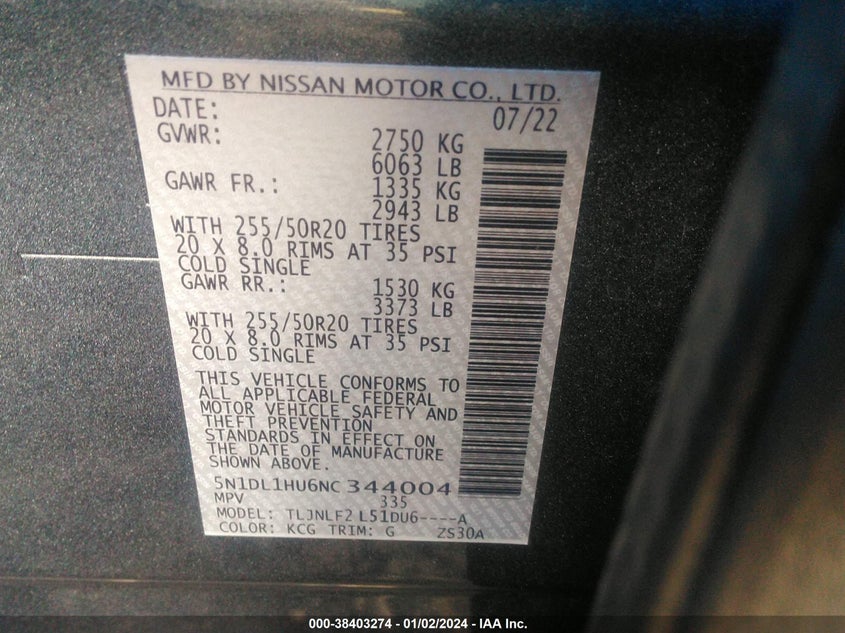 MFD BY NISSAN MOTOR CO., LTD.
DATE: 07/22
GVWR: 2750 KG
6063 LB
GAWR FR.: 1335 KG
2943 LB
WITH 255/50R20 TIRES
20 X 8.0 RIMS AT 35 PSI
COLD SINGLE
GAWR RR.: 1530 KG
3373 LB
WITH 255/50R20 TIRES
20 X 8.0 RIMS AT 35 PSI
COLD SINGLE
THIS VEHICLE CONFORMS TO
ALL APPLICABLE FEDERAL
MOTOR VEHICLE SAFETY AND
THEFT PREVENTION
STANDARDS IN EFFECT ON
THE DATE OF MANUFACTURE
SHOWN ABOVE.
5N1DL1HU6NC 344004
MPV 335
MODEL: TLJNLF2 L51DU6----A
COLOR: KCG TRIM: G ZS30A
000-38403274 - 01/02/2024 - IAA Inc.